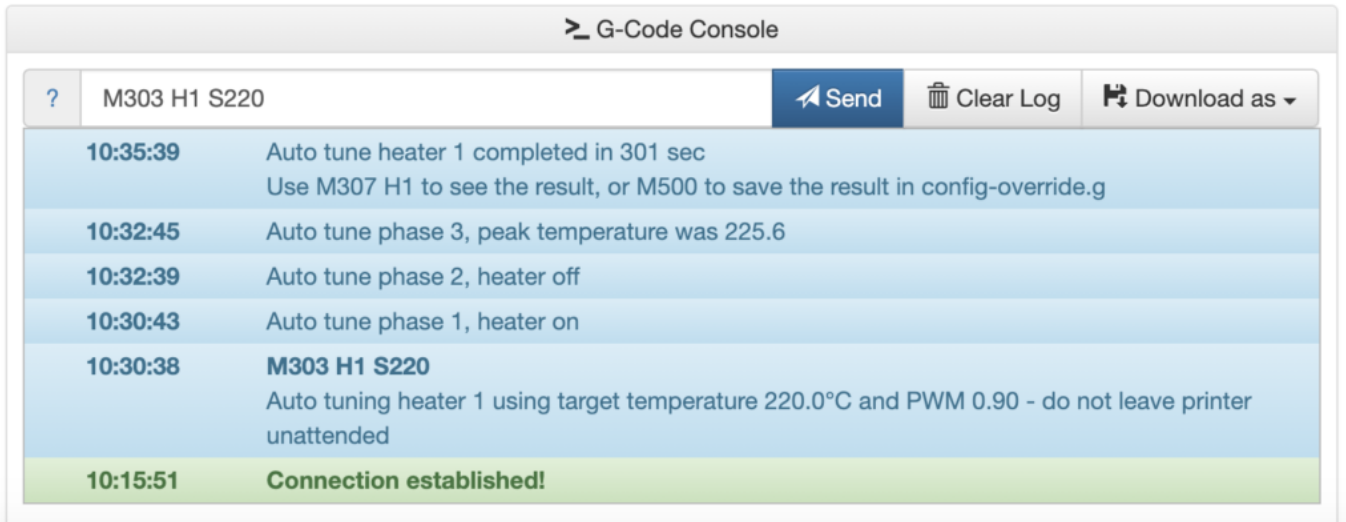 G-Code Console
? M303 H1 S220 Send Clear Log Download as
10:35:39 Auto tune heater 1 completed in 301 sec
Use M307 H1 to see the result, or M500 to save the result in config-override.g
10:32:45 Auto tune phase 3, peak temperature was 225.6
10:32:39 Auto tune phase 2, heater off
10:30:43 Auto tune phase 1, heater on
10:30:38 M303 H1 S220
Auto tuning heater 1 using target temperature 220.0°C and PWM 0.90 - do not leave printer
unattended
10:15:51 Connection established!